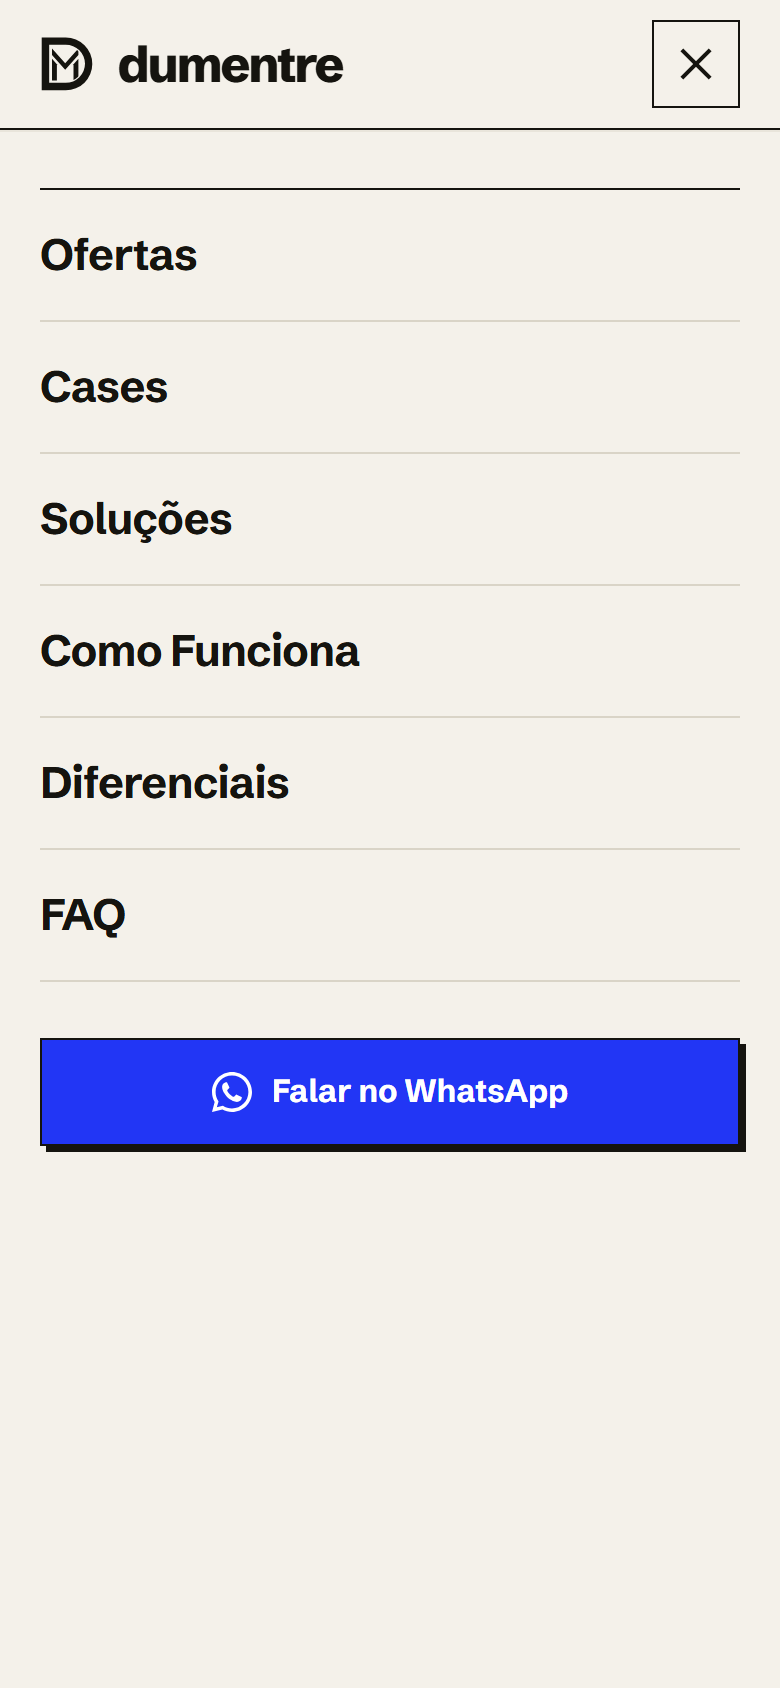 dumentre
Ofertas
Cases
Soluções
Como Funciona
Diferenciais
FAQ
Falar no WhatsApp